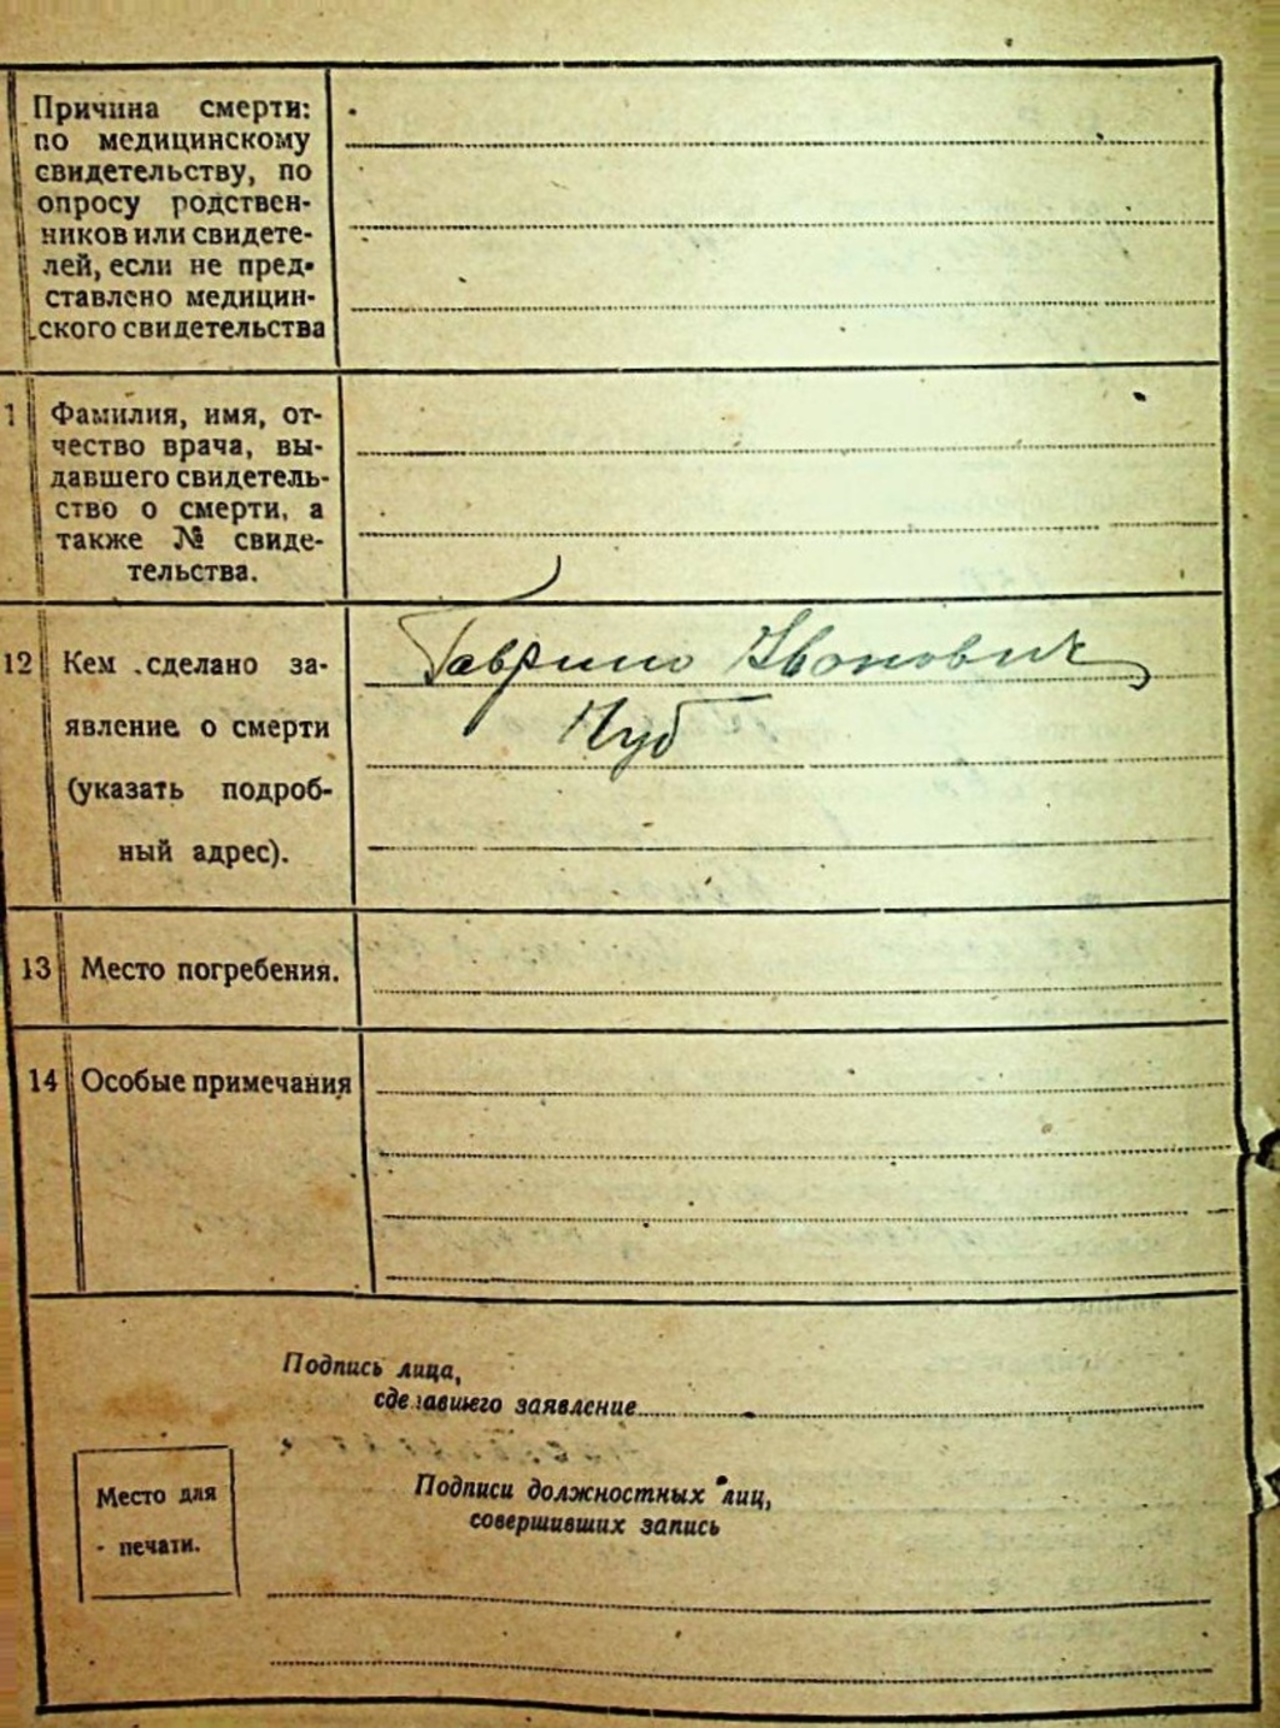 Причина смерти:
по медицинскому
свидетельству, по
опросу родствен-
ников или свидете-
лей, если не пред-
ставлено медицин-
ского свидетельства
1 Фамилия, имя, от-
чество врача, вы-
давшего свидетель-
ство о смерти, а
также № свиде-
тельства.
12 Кем сделано за-
явление о смерти
(указать подроб-
ный адрес).
Гаврило Иванович
13 Место погребения.
14 Особые примечания
Подпись лица,
сделавшего заявление
Место для
печати.
Подписи должностных лиц,
совершивших запись